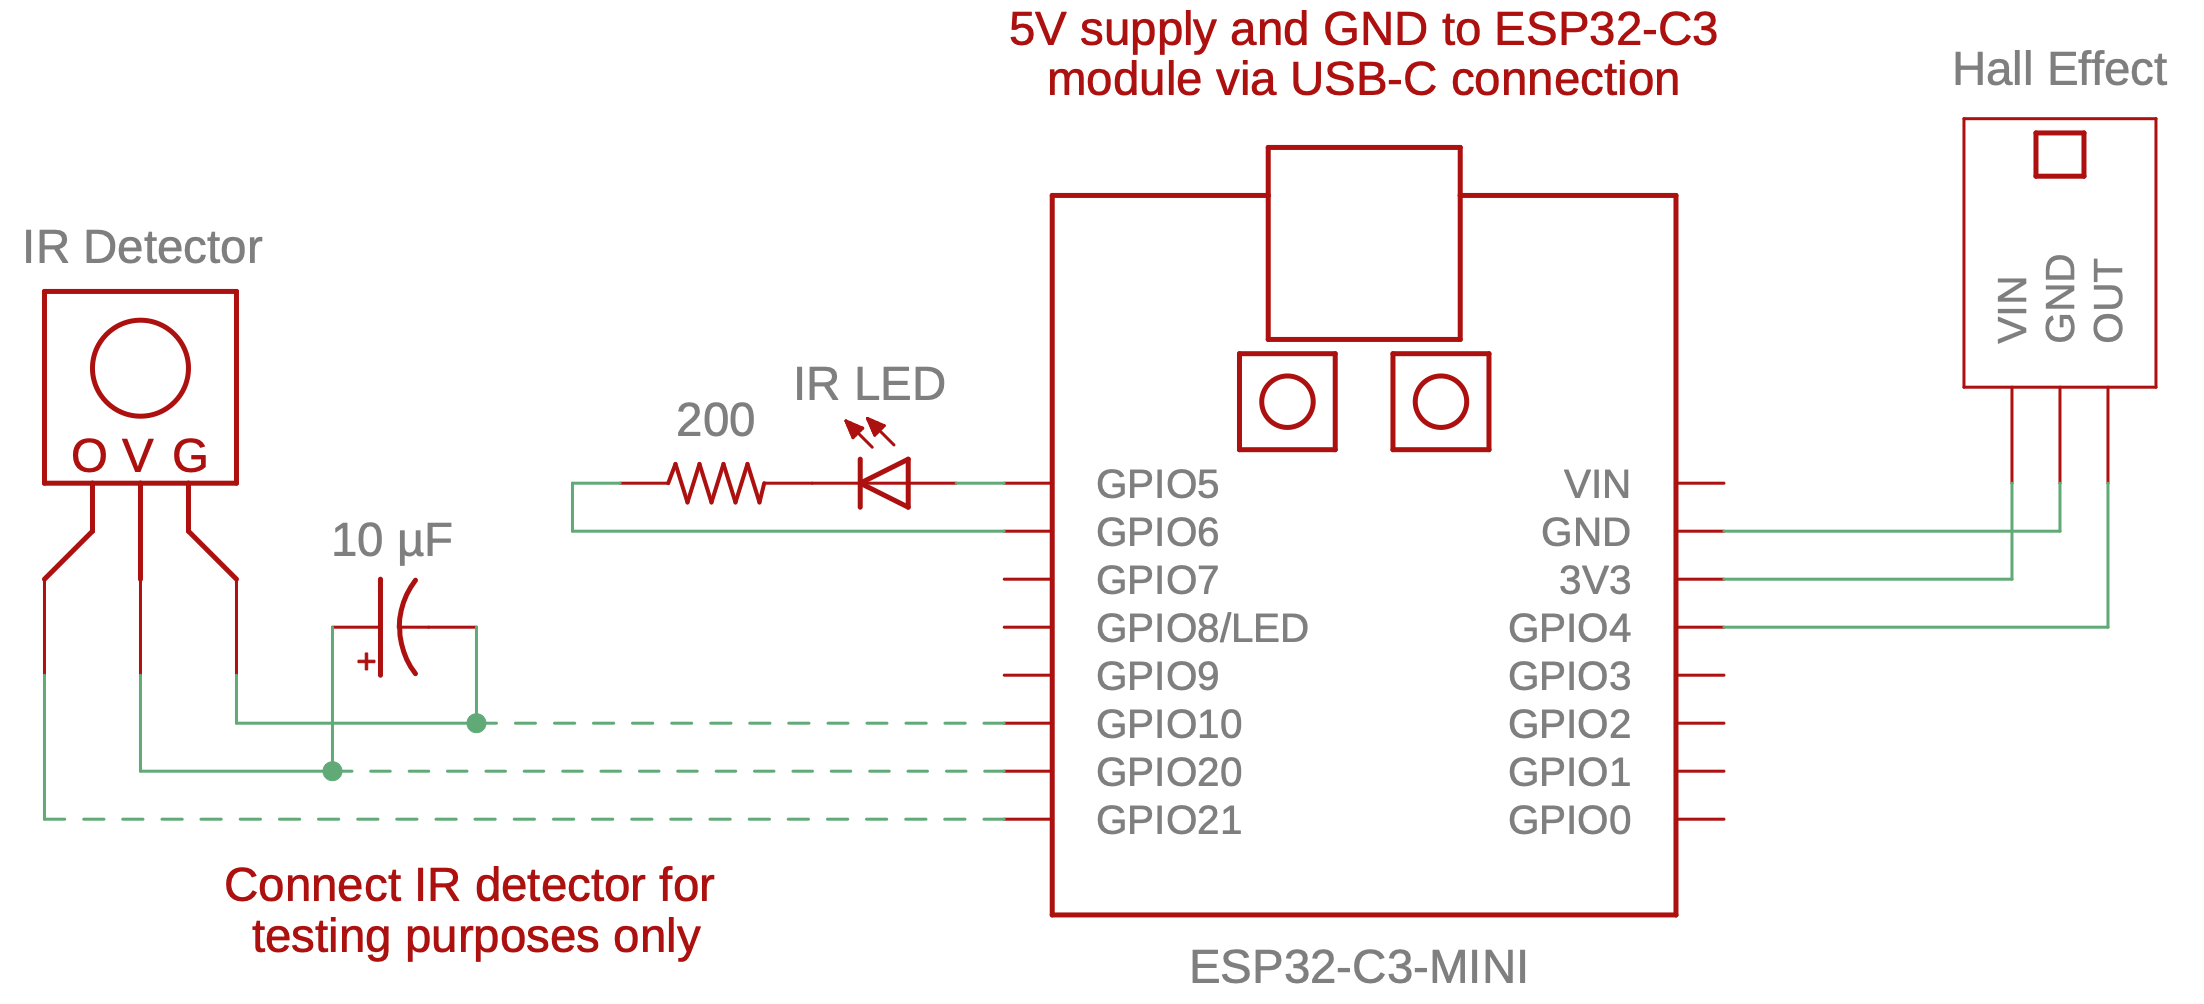 5V supply and GND to ESP32-C3
module via USB-C connection
Hall Effect
VIN
GND
OUT
IR Detector
O V G
10 µF
+
200
IR LED
GPIO5
GPIO6
GPIO7
GPIO8/LED
GPIO9
GPIO10
GPIO20
GPIO21
VIN
GND
3V3
GPIO4
GPIO3
GPIO2
GPIO1
GPIO0
Connect IR detector for
testing purposes only
ESP32-C3-MINI